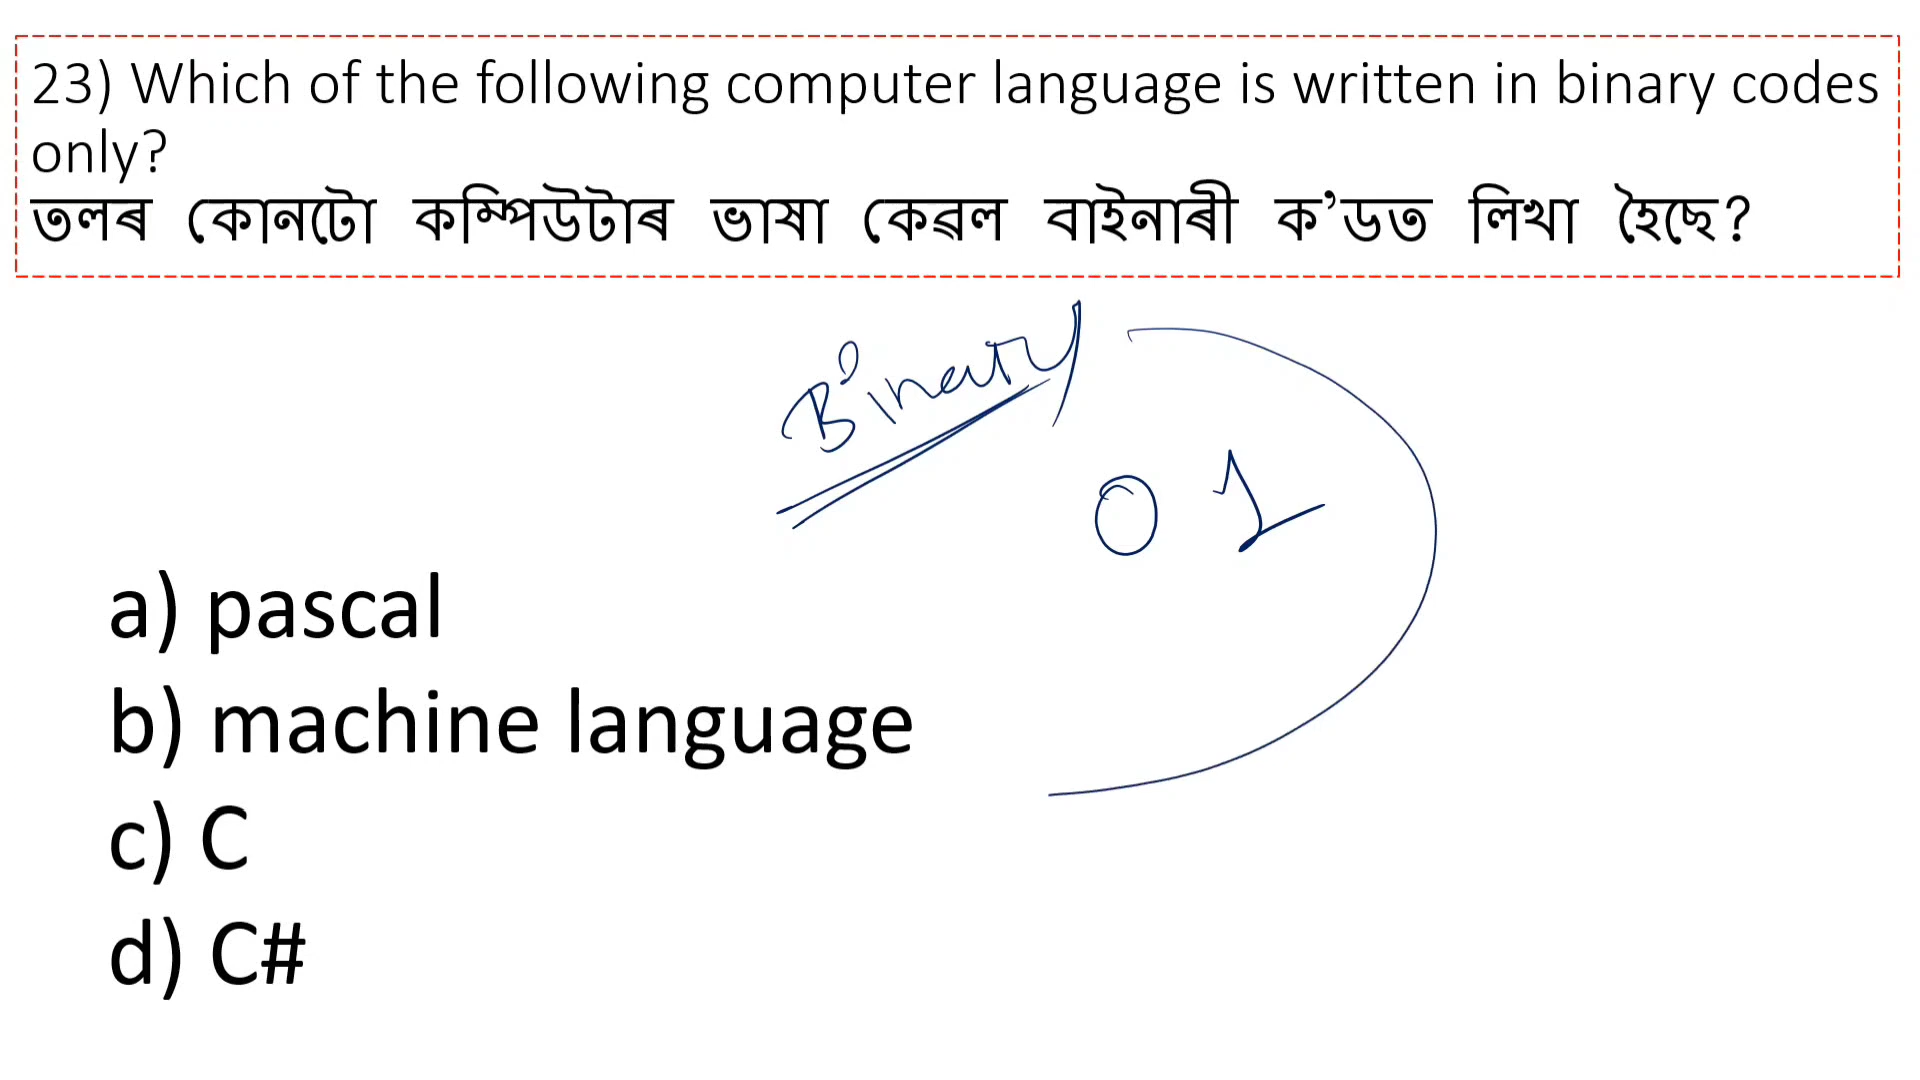 23) Which of the following computer language is written in binary codes
only?
তলৰ কোনটো কম্পিউটাৰ ভাষা কেৱল বাইনাৰী ক’ডত লিখা হৈছে?
Binary
0 1
a) pascal
b) machine language
c) C
d) C#